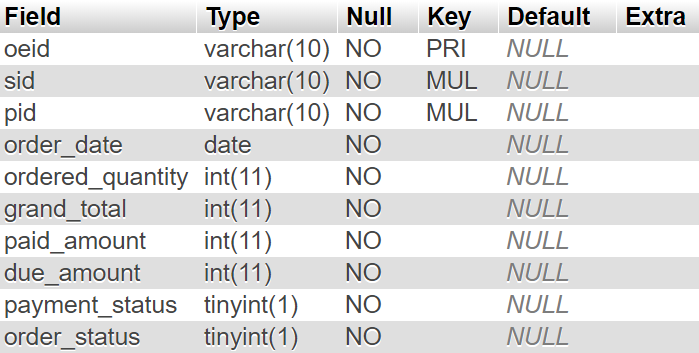 Field Type Null Key Default Extra
oeid varchar(10) NO PRI NULL
sid varchar(10) NO MUL NULL
pid varchar(10) NO MUL NULL
order_date date NO NULL
ordered_quantity int(11) NO NULL
grand_total int(11) NO NULL
paid_amount int(11) NO NULL
due_amount int(11) NO NULL
payment_status tinyint(1) NO NULL
order_status tinyint(1) NO NULL